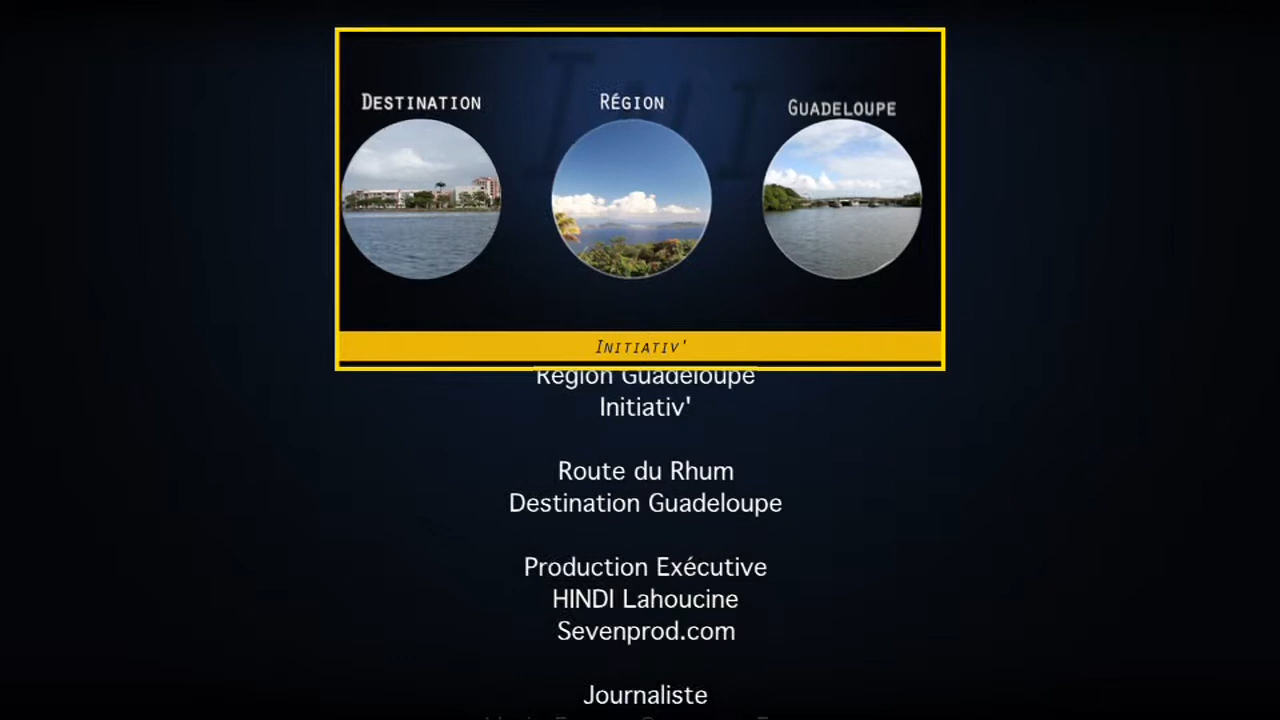 Destination Région Guadeloupe
Initiativ'
Région Guadeloupe
Initiativ'
Route du Rhum
Destination Guadeloupe
Production Exécutive
HINDI Lahoucine
Sevenprod.com
Journaliste